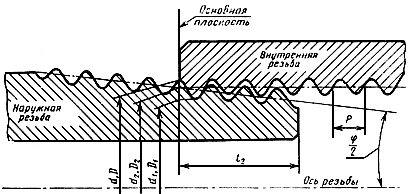 Основная
плоскость
Внутренняя
резьба
Наружная
резьба
P
φ/2
d,D
d₂,D₂
d₁,D₁
l₂
Ось резьбы